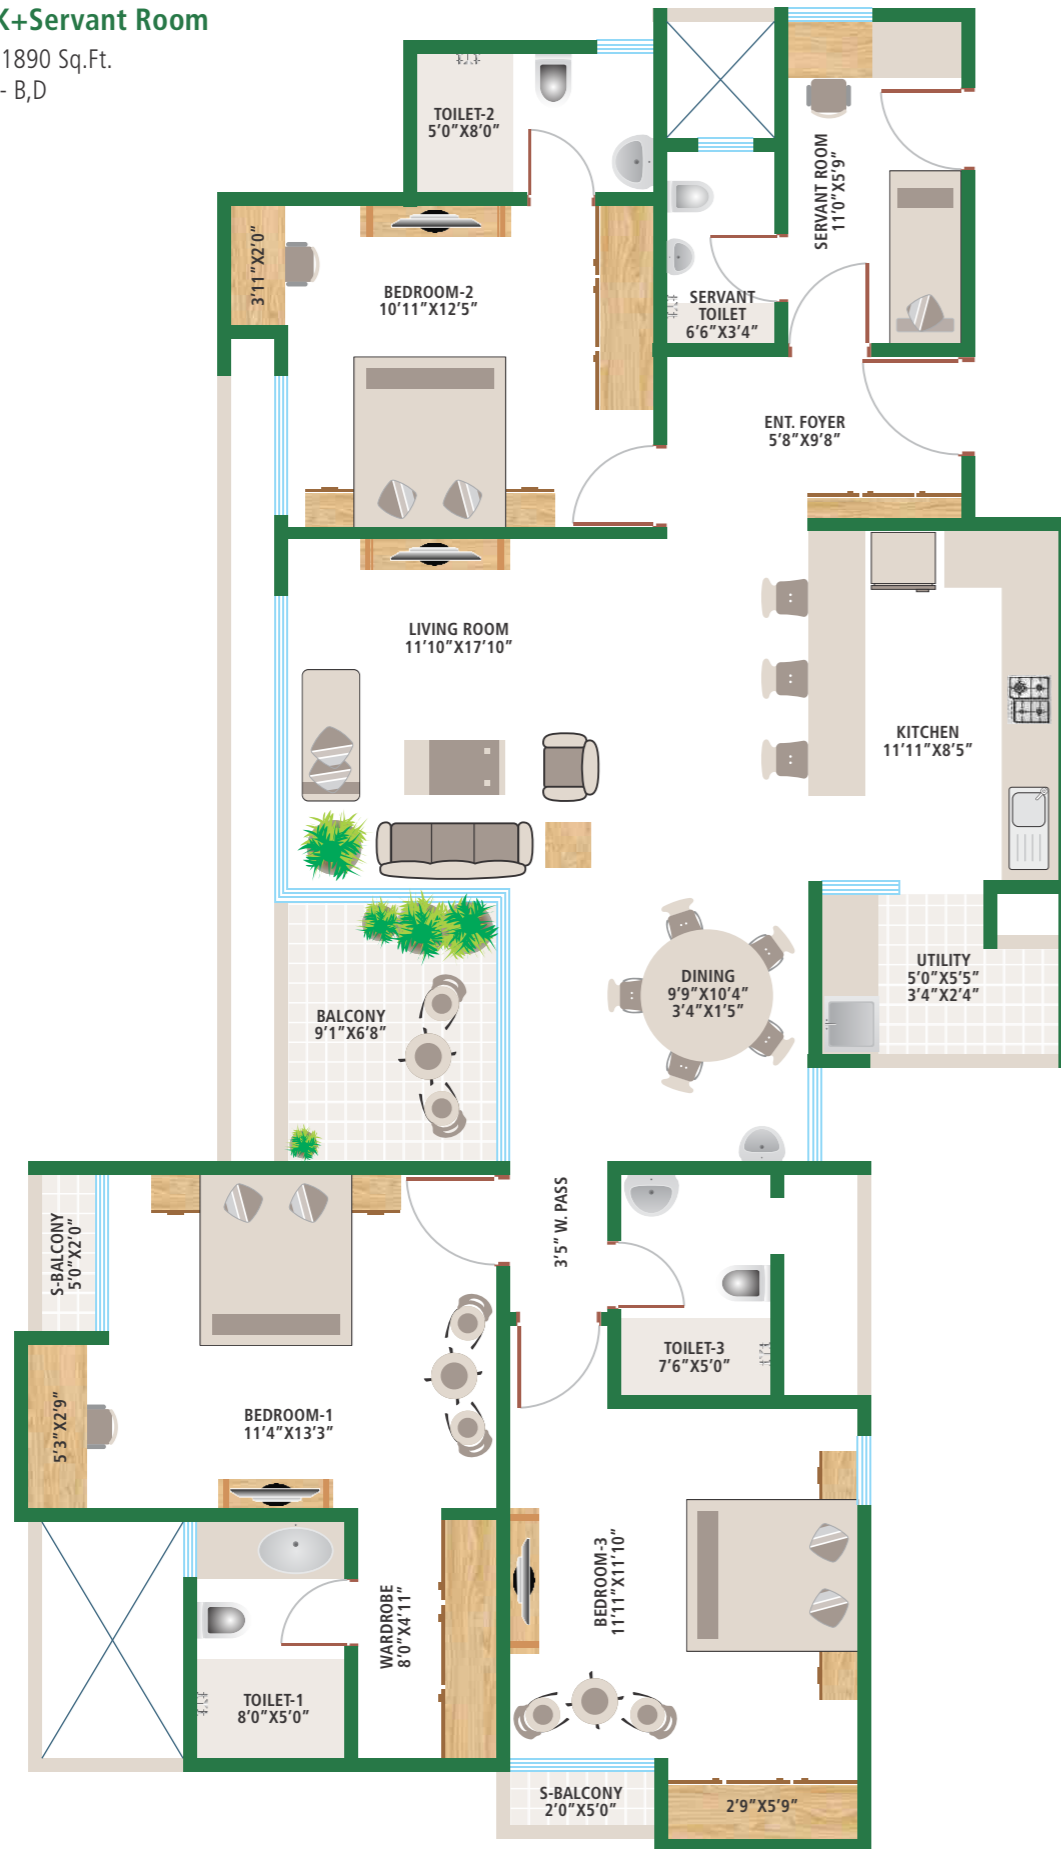 K+Servant Room
1890 Sq.Ft.
- B,D
TOILET-2
5'0"X8'0"
SERVANT ROOM
11'0"X5'9"
3'11"X2'0"
BEDROOM-2
10'11"X12'5"
SERVANT
TOILET
6'6"X3'4"
ENT. FOYER
5'8"X9'8"
LIVING ROOM
11'10"X17'10"
KITCHEN
11'11"X8'5"
BALCONY
9'1"X6'8"
DINING
9'9"X10'4"
3'4"X1'5"
UTILITY
5'0"X5'5"
3'4"X2'4"
S-BALCONY
5'0"X2'0"
3'5" W. PASS
TOILET-3
7'6"X5'0"
5'3"X2'9"
BEDROOM-1
11'4"X13'3"
WARDROBE
8'0"X4'11"
BEDROOM-3
11'11"X11'10"
TOILET-1
8'0"X5'0"
S-BALCONY
2'0"X5'0"
2'9"X5'9"